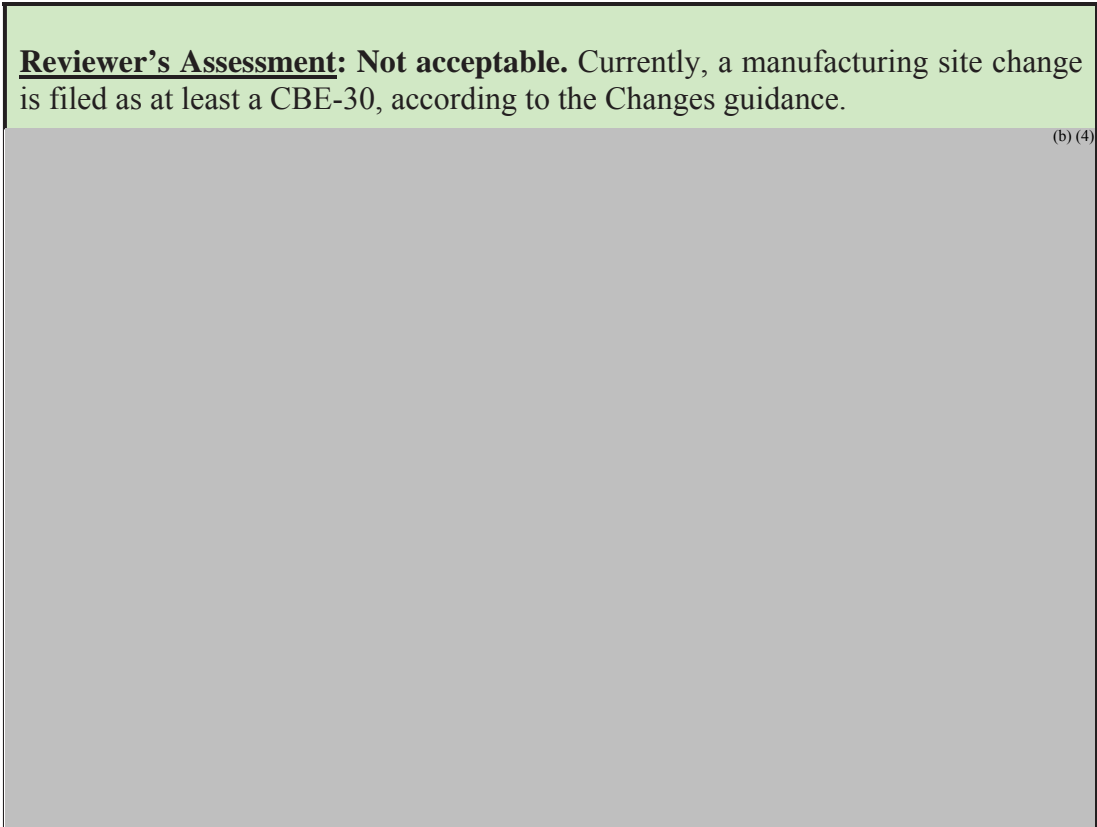 Reviewer’s Assessment: Not acceptable. Currently, a manufacturing site change
is filed as at least a CBE-30, according to the Changes guidance.
(b) (4)